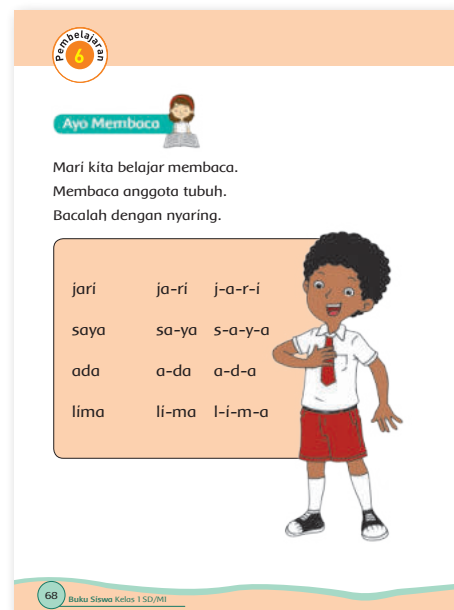 Pembelajaran
6
Ayo Membaca
Mari kita belajar membaca.
Membaca anggota tubuh.
Bacalah dengan nyaring.
jari ja-ri j-a-r-i
saya sa-ya s-a-y-a
ada a-da a-d-a
lima li-ma l-i-m-a
68 Buku Siswa Kelas 1 SD/MI